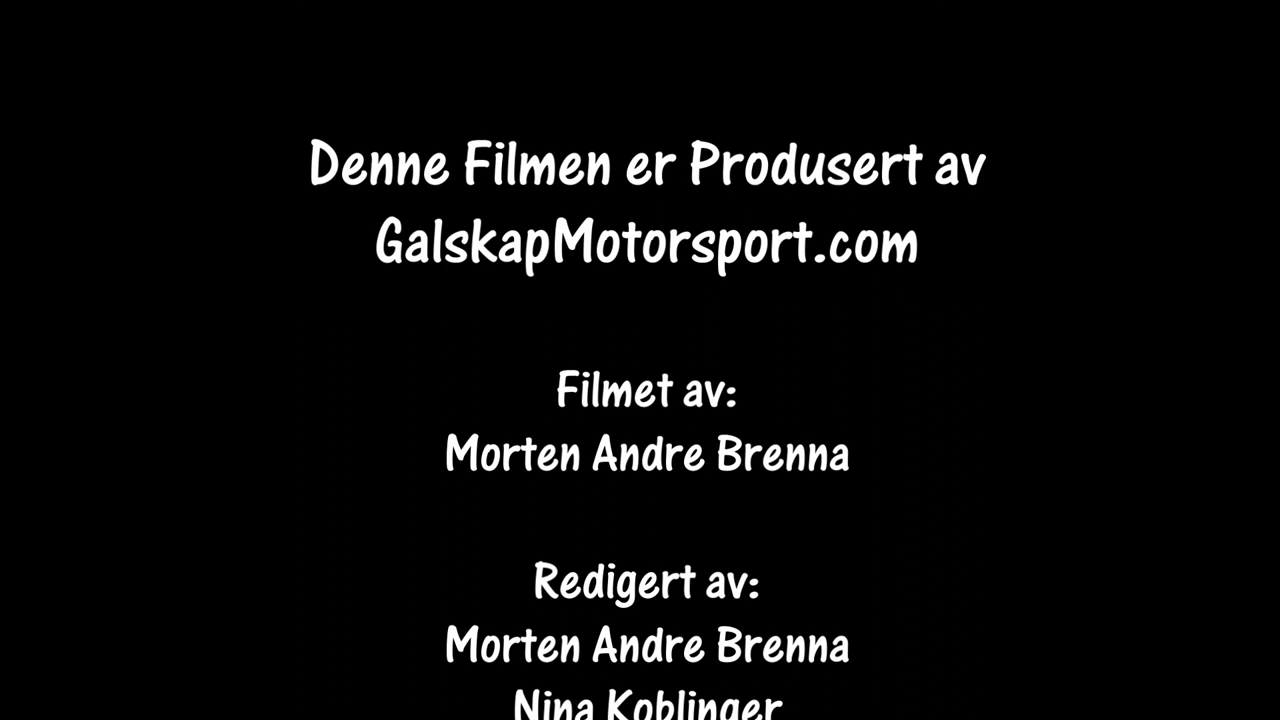 Denne Filmen er Produsert av
GalskapMotorsport.com
Filmet av:
Morten Andre Brenna
Redigert av:
Morten Andre Brenna
Nina Koblinger